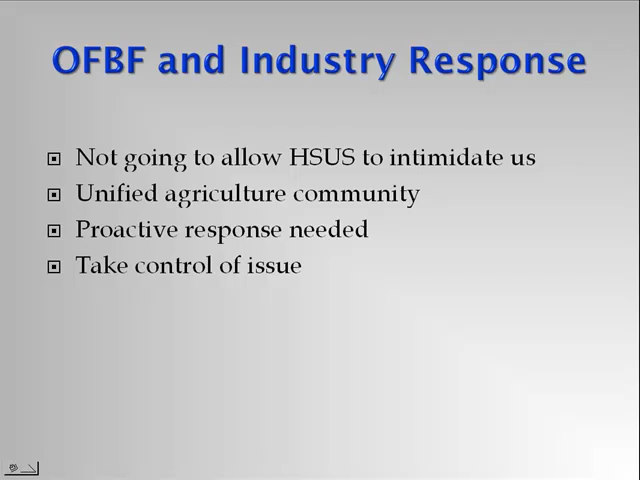 OFBF and Industry Response
Not going to allow HSUS to intimidate us
Unified agriculture community
Proactive response needed
Take control of issue